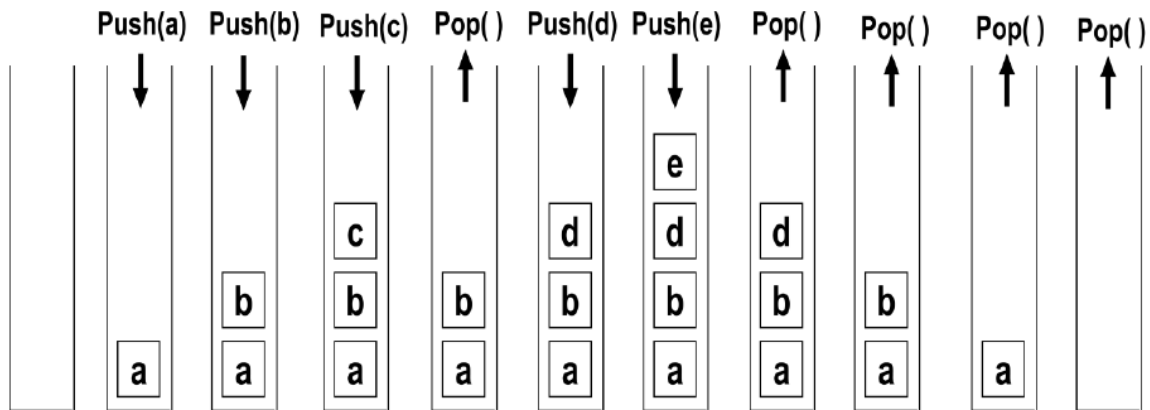 Push(a) Push(b) Push(c) Pop( ) Push(d) Push(e) Pop( ) Pop( ) Pop( ) Pop( )
e
c d d d
b b b b b b b
a a a a a a a a a